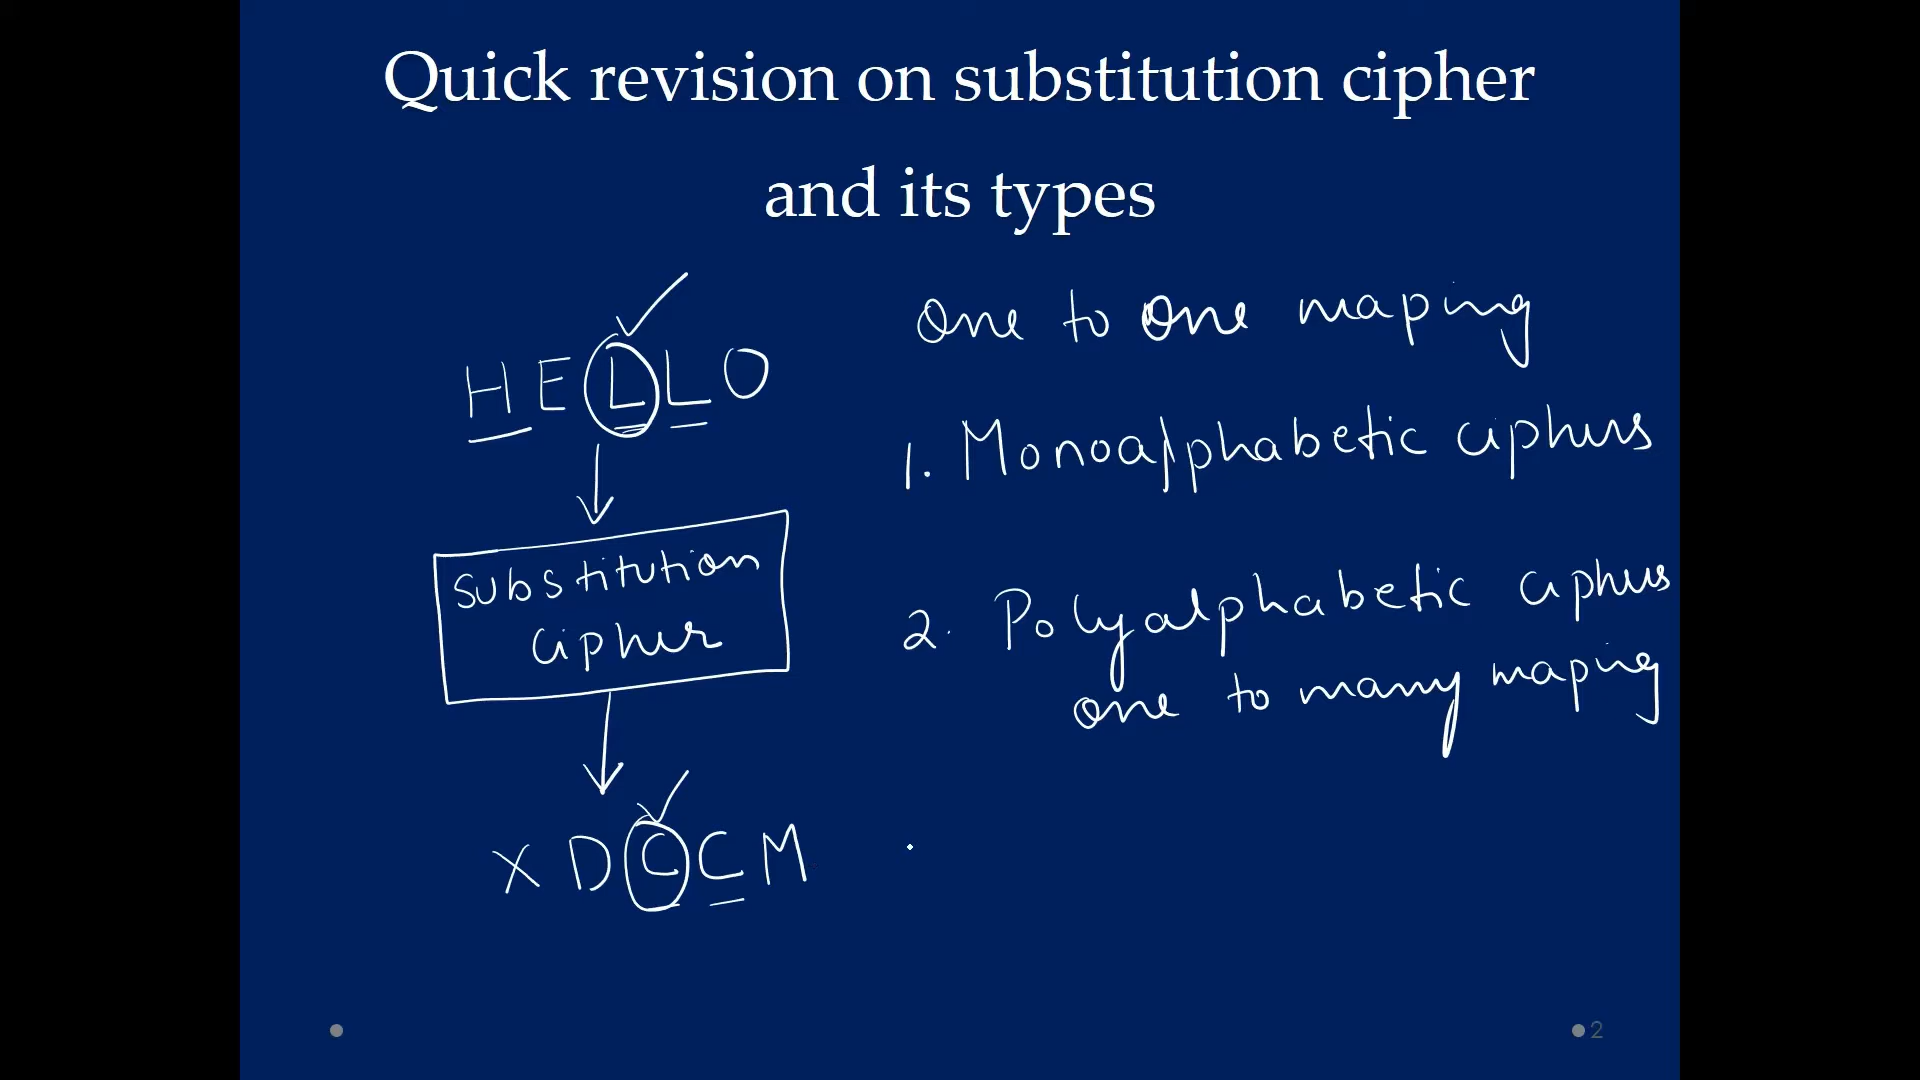 Quick revision on substitution cipher
and its types
HELLO
substitution
cipher
XDCCM
one to one maping
1. Monoalphabetic ciphers
2. Polyalphabetic ciphers
one to many maping
2